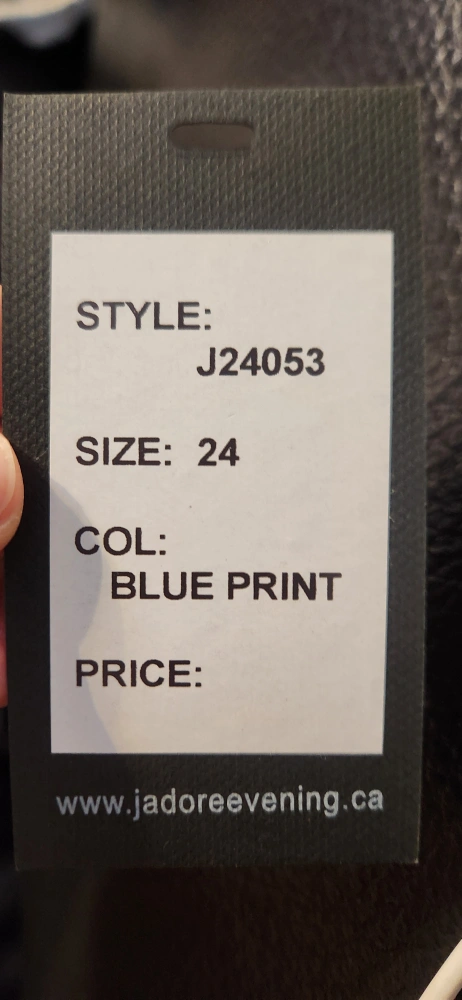 STYLE:
J24053
SIZE: 24
COL:
BLUE PRINT
PRICE:
www.jadoreevening.ca